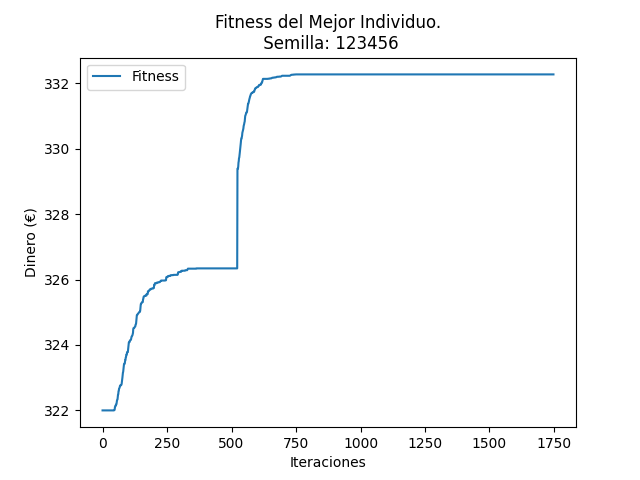 Fitness del Mejor Individuo.
Semilla: 123456
Fitness
332
330
328
326
324
322
Dinero (€)
0 250 500 750 1000 1250 1500 1750
Iteraciones